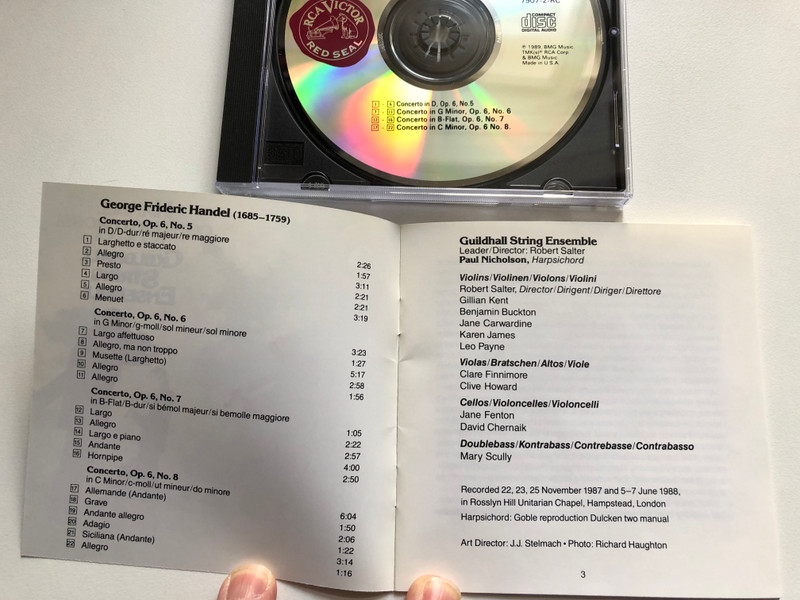 7907-2-RC
RCA VICTOR
RED SEAL
COMPACT
disc
DIGITAL AUDIO
℗ 1989, BMG Music
TMK(s)® RCA Corp.
& BMG Music
Made in U.S.A.
1 - 6 Concerto in D, Op. 6, No.5
7 - 11 Concerto in G Minor, Op. 6, No. 6
12 - 16 Concerto in B-Flat, Op. 6, No. 7
17 - 22 Concerto in C Minor, Op. 6 No. 8.
George Frideric Handel (1685–1759)
Concerto, Op. 6, No. 5
in D/D-dur/ré majeur/re maggiore
1 Larghetto e staccato 2:26
2 Allegro 1:57
3 Presto 3:11
4 Largo 2:21
5 Allegro 2:21
6 Menuet 3:19
Concerto, Op. 6, No. 6
in G Minor/g-moll/sol mineur/sol minore
7 Largo affettuoso 3:23
8 Allegro, ma non troppo 1:27
9 Musette (Larghetto) 5:17
10 Allegro 2:58
11 Allegro 1:56
Concerto, Op. 6, No. 7
in B-Flat/B-dur/si bémol majeur/si bemolle maggiore
12 Largo 1:05
13 Allegro 2:22
14 Largo e piano 2:57
15 Andante 4:00
16 Hornpipe 2:50
Concerto, Op. 6, No. 8
in C Minor/c-moll/ut mineur/do minore
17 Allemande (Andante) 6:04
18 Grave 1:50
19 Andante allegro 2:06
20 Adagio 1:22
21 Siciliana (Andante) 3:14
22 Allegro 1:16
Guildhall String Ensemble
Leader/Director: Robert Salter
Paul Nicholson, Harpsichord
Violins/Violinen/Violons/Violini
Robert Salter, Director/Dirigent/Diriger/Direttore
Gillian Kent
Benjamin Buckton
Jane Carwardine
Karen James
Leo Payne
Violas/Bratschen/Altos/Viole
Clare Finnimore
Clive Howard
Cellos/Violoncelles/Violoncelli
Jane Fenton
David Chernaik
Doublebass/Kontrabass/Contrebasse/Contrabasso
Mary Scully
Recorded 22, 23, 25 November 1987 and 5–7 June 1988,
in Rosslyn Hill Unitarian Chapel, Hampstead, London
Harpsichord: Goble reproduction Dulcken two manual
Art Director: J.J. Stelmach • Photo: Richard Haughton
3